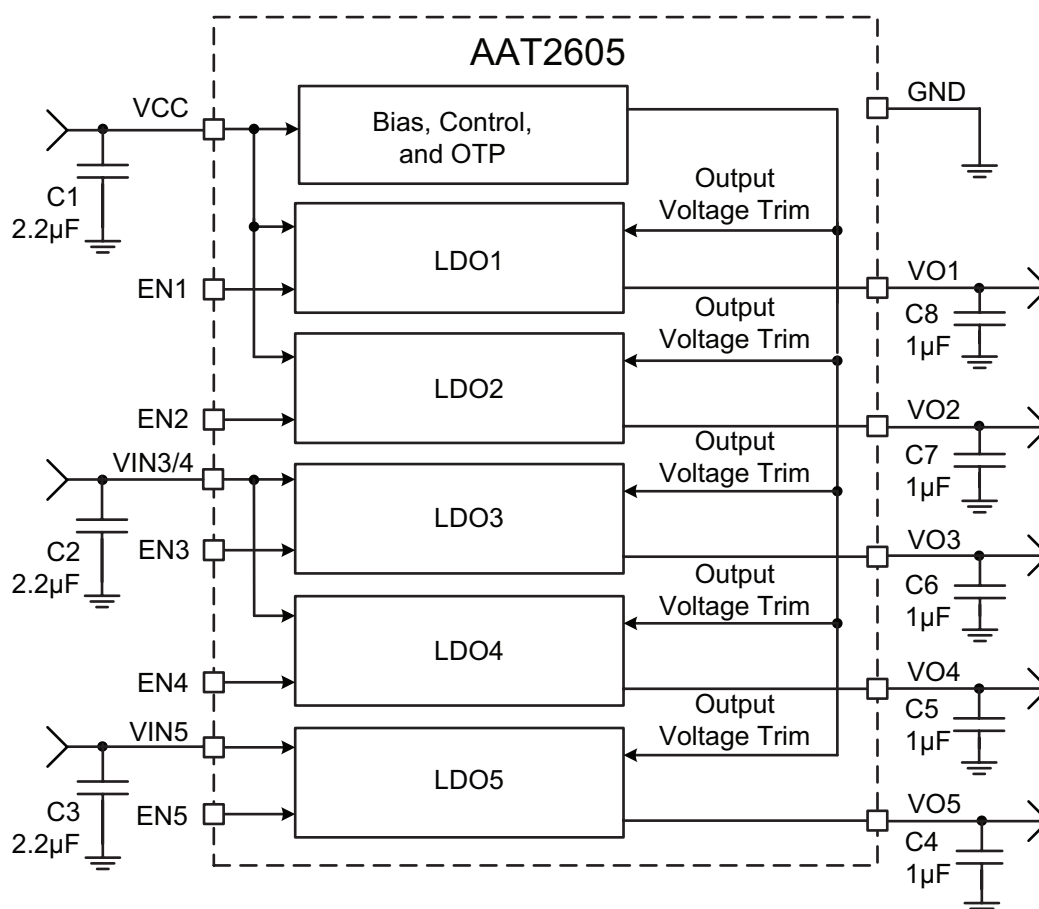 AAT2605
VCC
GND
Bias, Control,
and OTP
C1
2.2µF
Output
Voltage Trim
LDO1
EN1
VO1
C8
1µF
Output
Voltage Trim
LDO2
EN2
VO2
C7
1µF
VIN3/4
Output
Voltage Trim
LDO3
C2
2.2µF
EN3
VO3
C6
1µF
Output
Voltage Trim
LDO4
EN4
VO4
C5
1µF
VIN5
Output
Voltage Trim
LDO5
C3
2.2µF
EN5
VO5
C4
1µF